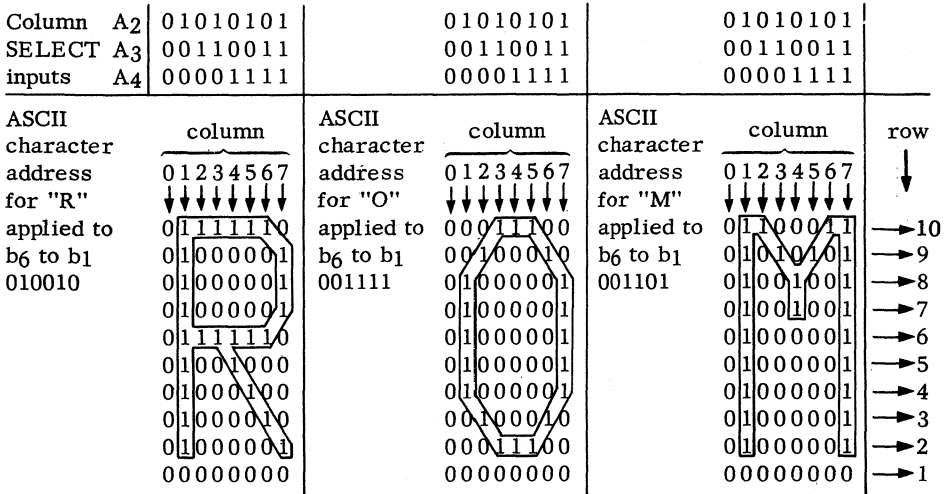 Column A2 01010101 01010101 01010101
SELECT A3 00110011 00110011 00110011
inputs A4 00001111 00001111 00001111
ASCII ASCII ASCII
character column character column character column row
address 01234567 address 01234567 address 01234567
for "R" for "O" for "M"
applied to 01111110 applied to 00011100 applied to 01100011 10
b6 to b1 01000001 b6 to b1 00100010 b6 to b1 01010101 9
010010 01000001 001111 01000001 001101 01001001 8
01000001 01000001 01001001 7
01111110 01000001 01000001 6
01001000 01000001 01000001 5
01000100 01000001 01000001 4
01000010 00100010 01000001 3
01000001 00011100 01000001 2
00000000 00000000 00000000 1